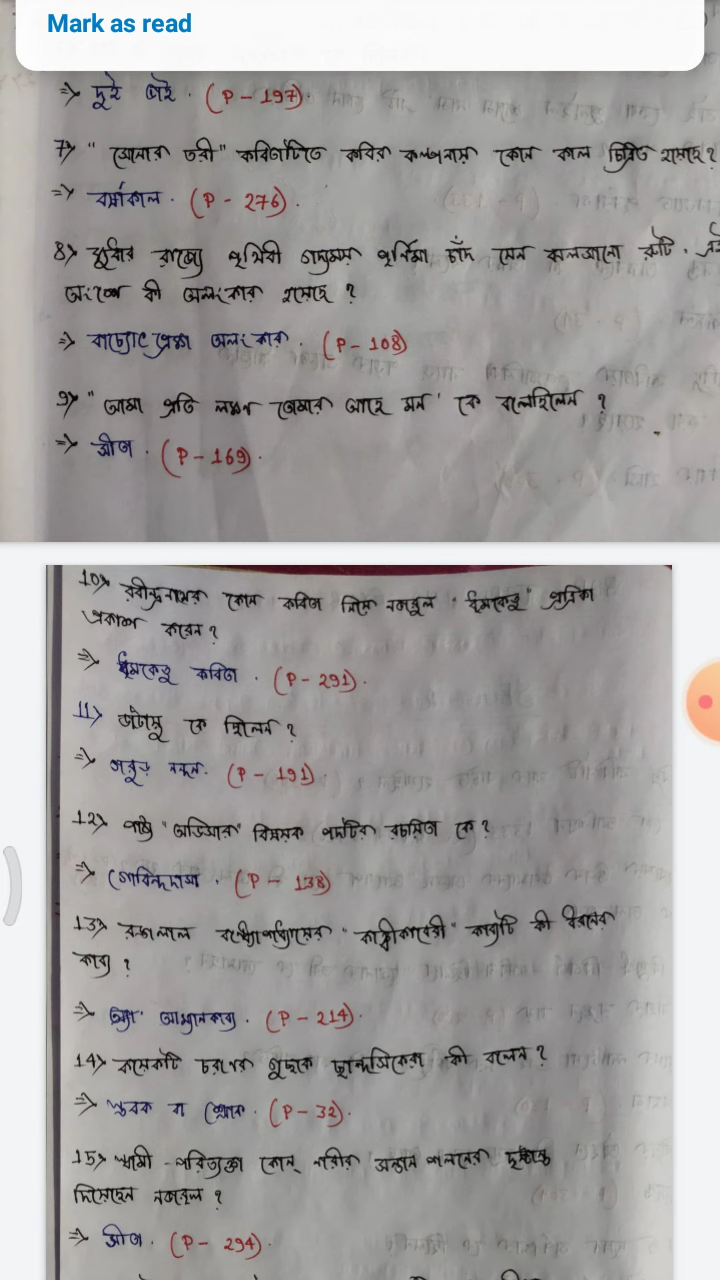 Mark as read
⇒ দুই ভাই. (P - 197).
7⟩ "সোনার তরী" কবিতাটিতে কবির কল্পনায় কোন কাল চিত্রিত হয়েছে?
⇒ বর্ষাকাল. (P - 276).
8⟩ ক্ষুধার রাজ্যে পৃথিবী গদ্যময় পূর্ণিমা চাঁদ যেন ঝলসানো রুটি. এই
অংশে কী অলংকার হয়েছে ?
⇒ বাচ্যোৎপ্রেক্ষা অলংকার. (P - 108)
9⟩ "আমা প্রতি লক্ষণ তোমার আছে মন' কে বলেছিলেন ?
⇒ সীতা. (P - 169).
10⟩ রবীন্দ্রনাথের কোন কবিতা নিয়ে নজরুল "ধূমকেতু" পত্রিকা
প্রকাশ করেন ?
⇒ ধূমকেতু কবিতা. (P - 291).
11⟩ জটায়ু কে ছিলেন ?
⇒ গরুড় নন্দন. (P - 191).
12⟩ পাঠ্য "অভিসার" বিষয়ক পদটির রচয়িতা কে ?
⇒ গোবিন্দদাস. (P - 138)
13⟩ রঙ্গলাল বন্দ্যোপাধ্যায়ের "কাঞ্চীকাবেরী" কাব্যটি কী ধরনের
কাব্য ?
⇒ আখ্যানকাব্য. (P - 214).
14⟩ কয়েকটি চরণের গুচ্ছকে ছান্দসিকেরা কী বলেন ?
⇒ স্তবক বা শ্লোক. (P - 32).
15⟩ স্বামী - পরিত্যক্তা কোন্ নারীর সন্তান পালনের দৃষ্টান্ত
দিয়েছেন নজরুল ?
⇒ সীতা. (P - 294).